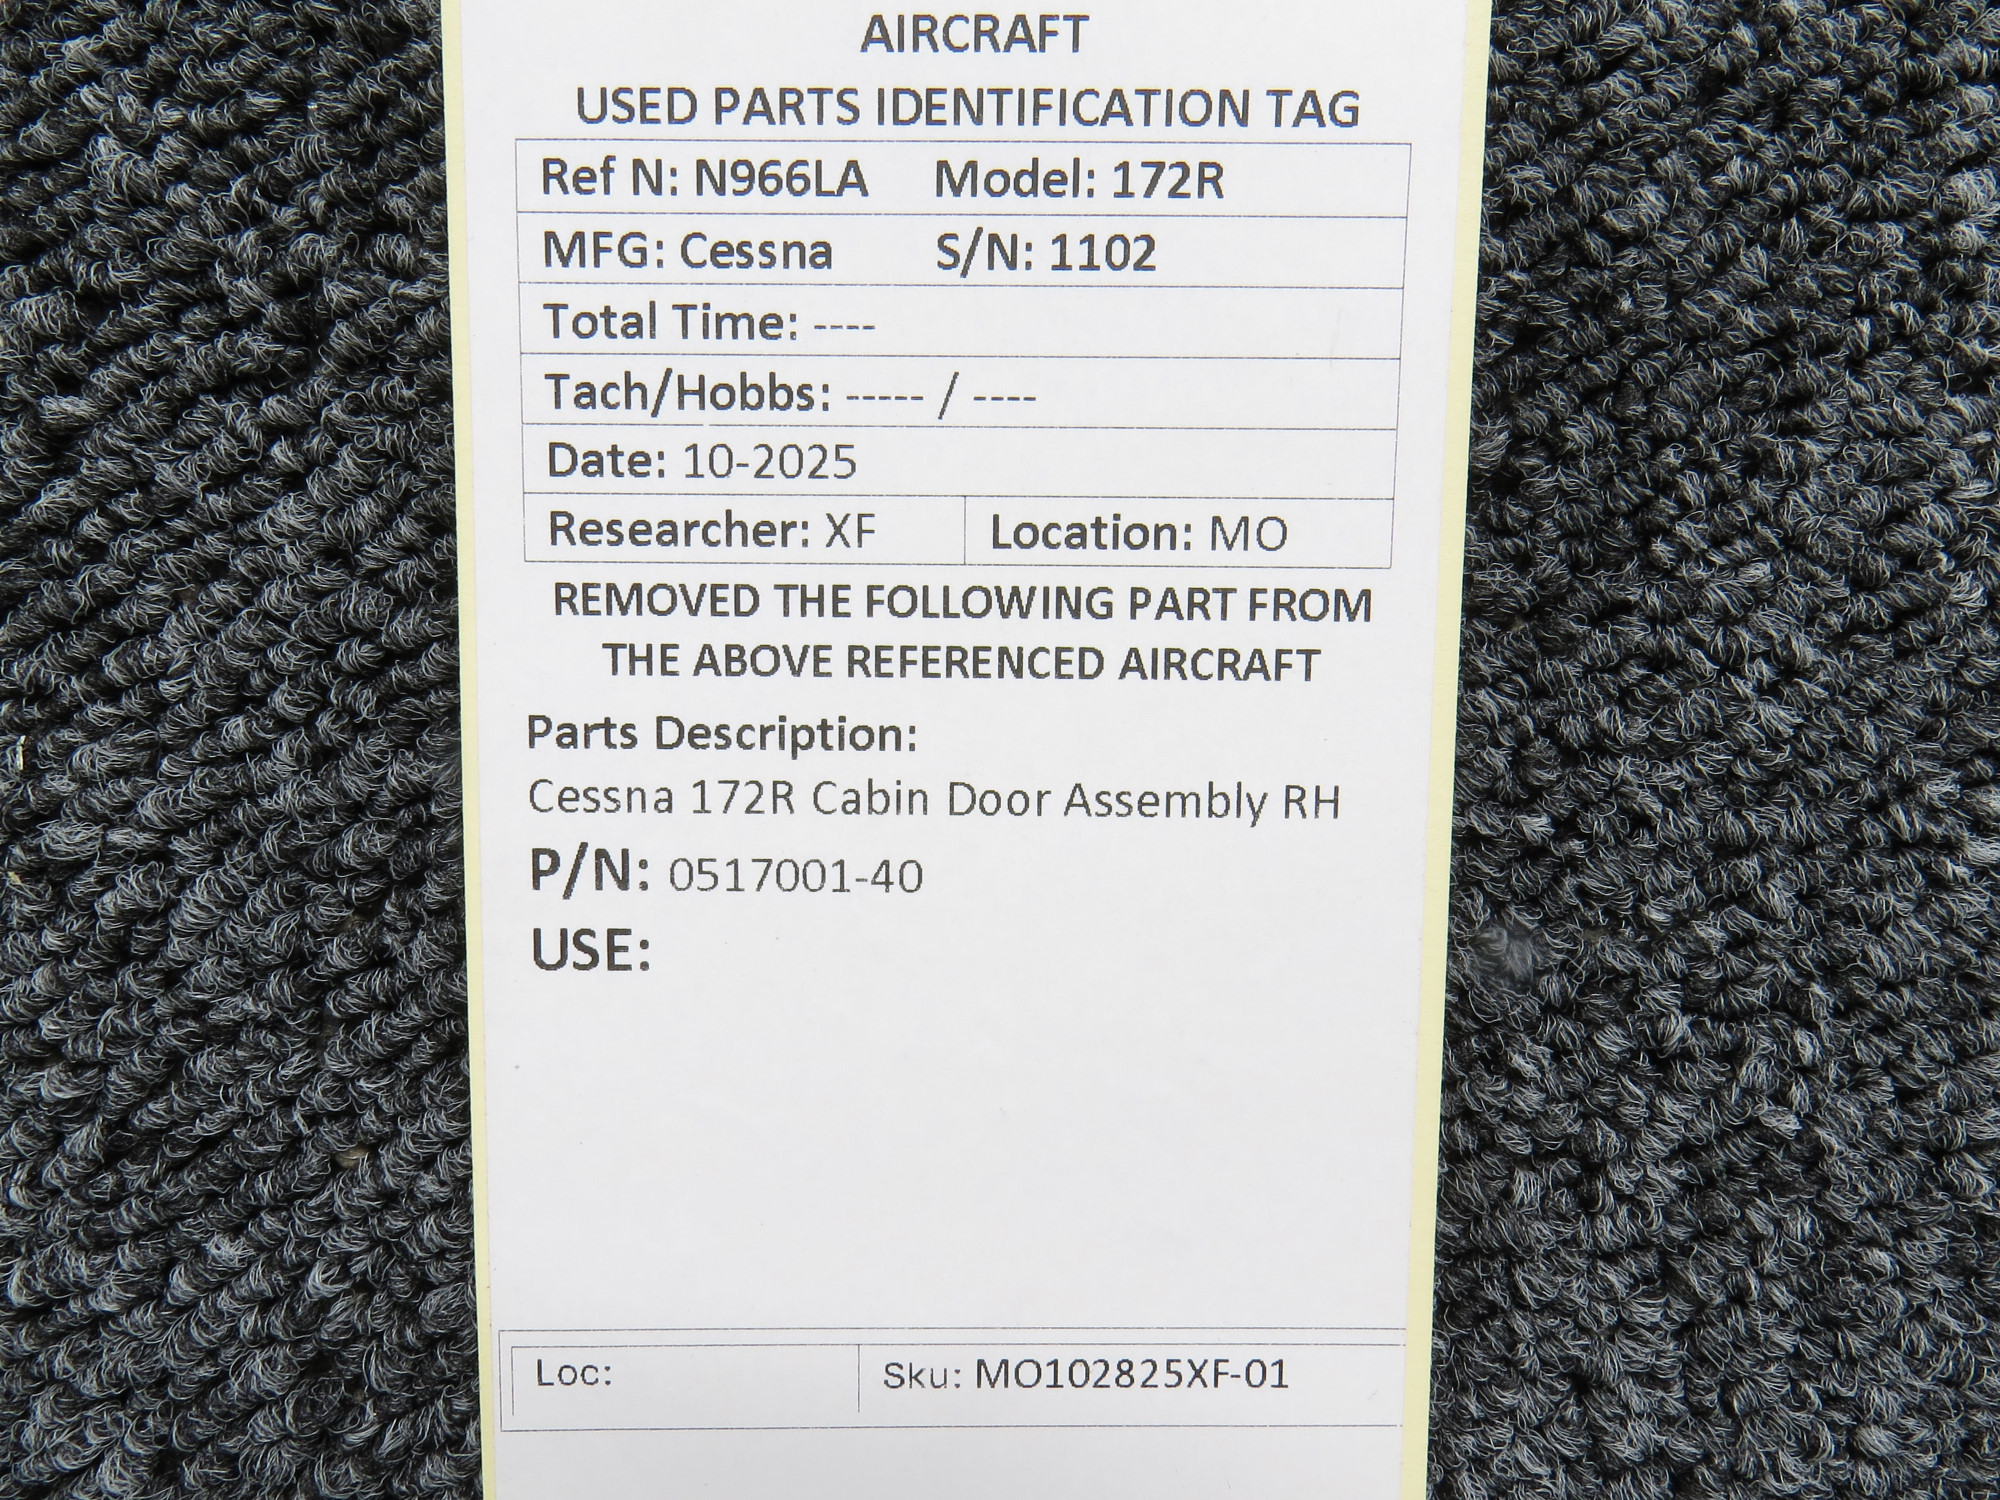 AIRCRAFT
USED PARTS IDENTIFICATION TAG
Ref N: N966LA Model: 172R
MFG: Cessna S/N: 1102
Total Time: ----
Tach/Hobbs: ----- / ----
Date: 10-2025
Researcher: XF Location: MO
REMOVED THE FOLLOWING PART FROM
THE ABOVE REFERENCED AIRCRAFT
Parts Description:
Cessna 172R Cabin Door Assembly RH
P/N: 0517001-40
USE:
Loc: Sku: MO102825XF-01